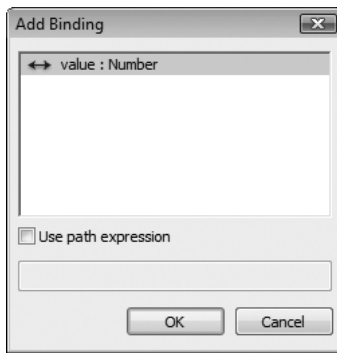 Add Binding
value : Number
Use path expression
OK
Cancel